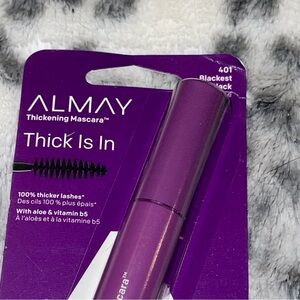 401
Blackest
ALMAY
Thickening Mascara™
Thick Is In
100% thicker lashes*
Des cils 100 % plus épais*
With aloe & vitamin b5
À l'aloès et à la vitamine b5
cara™